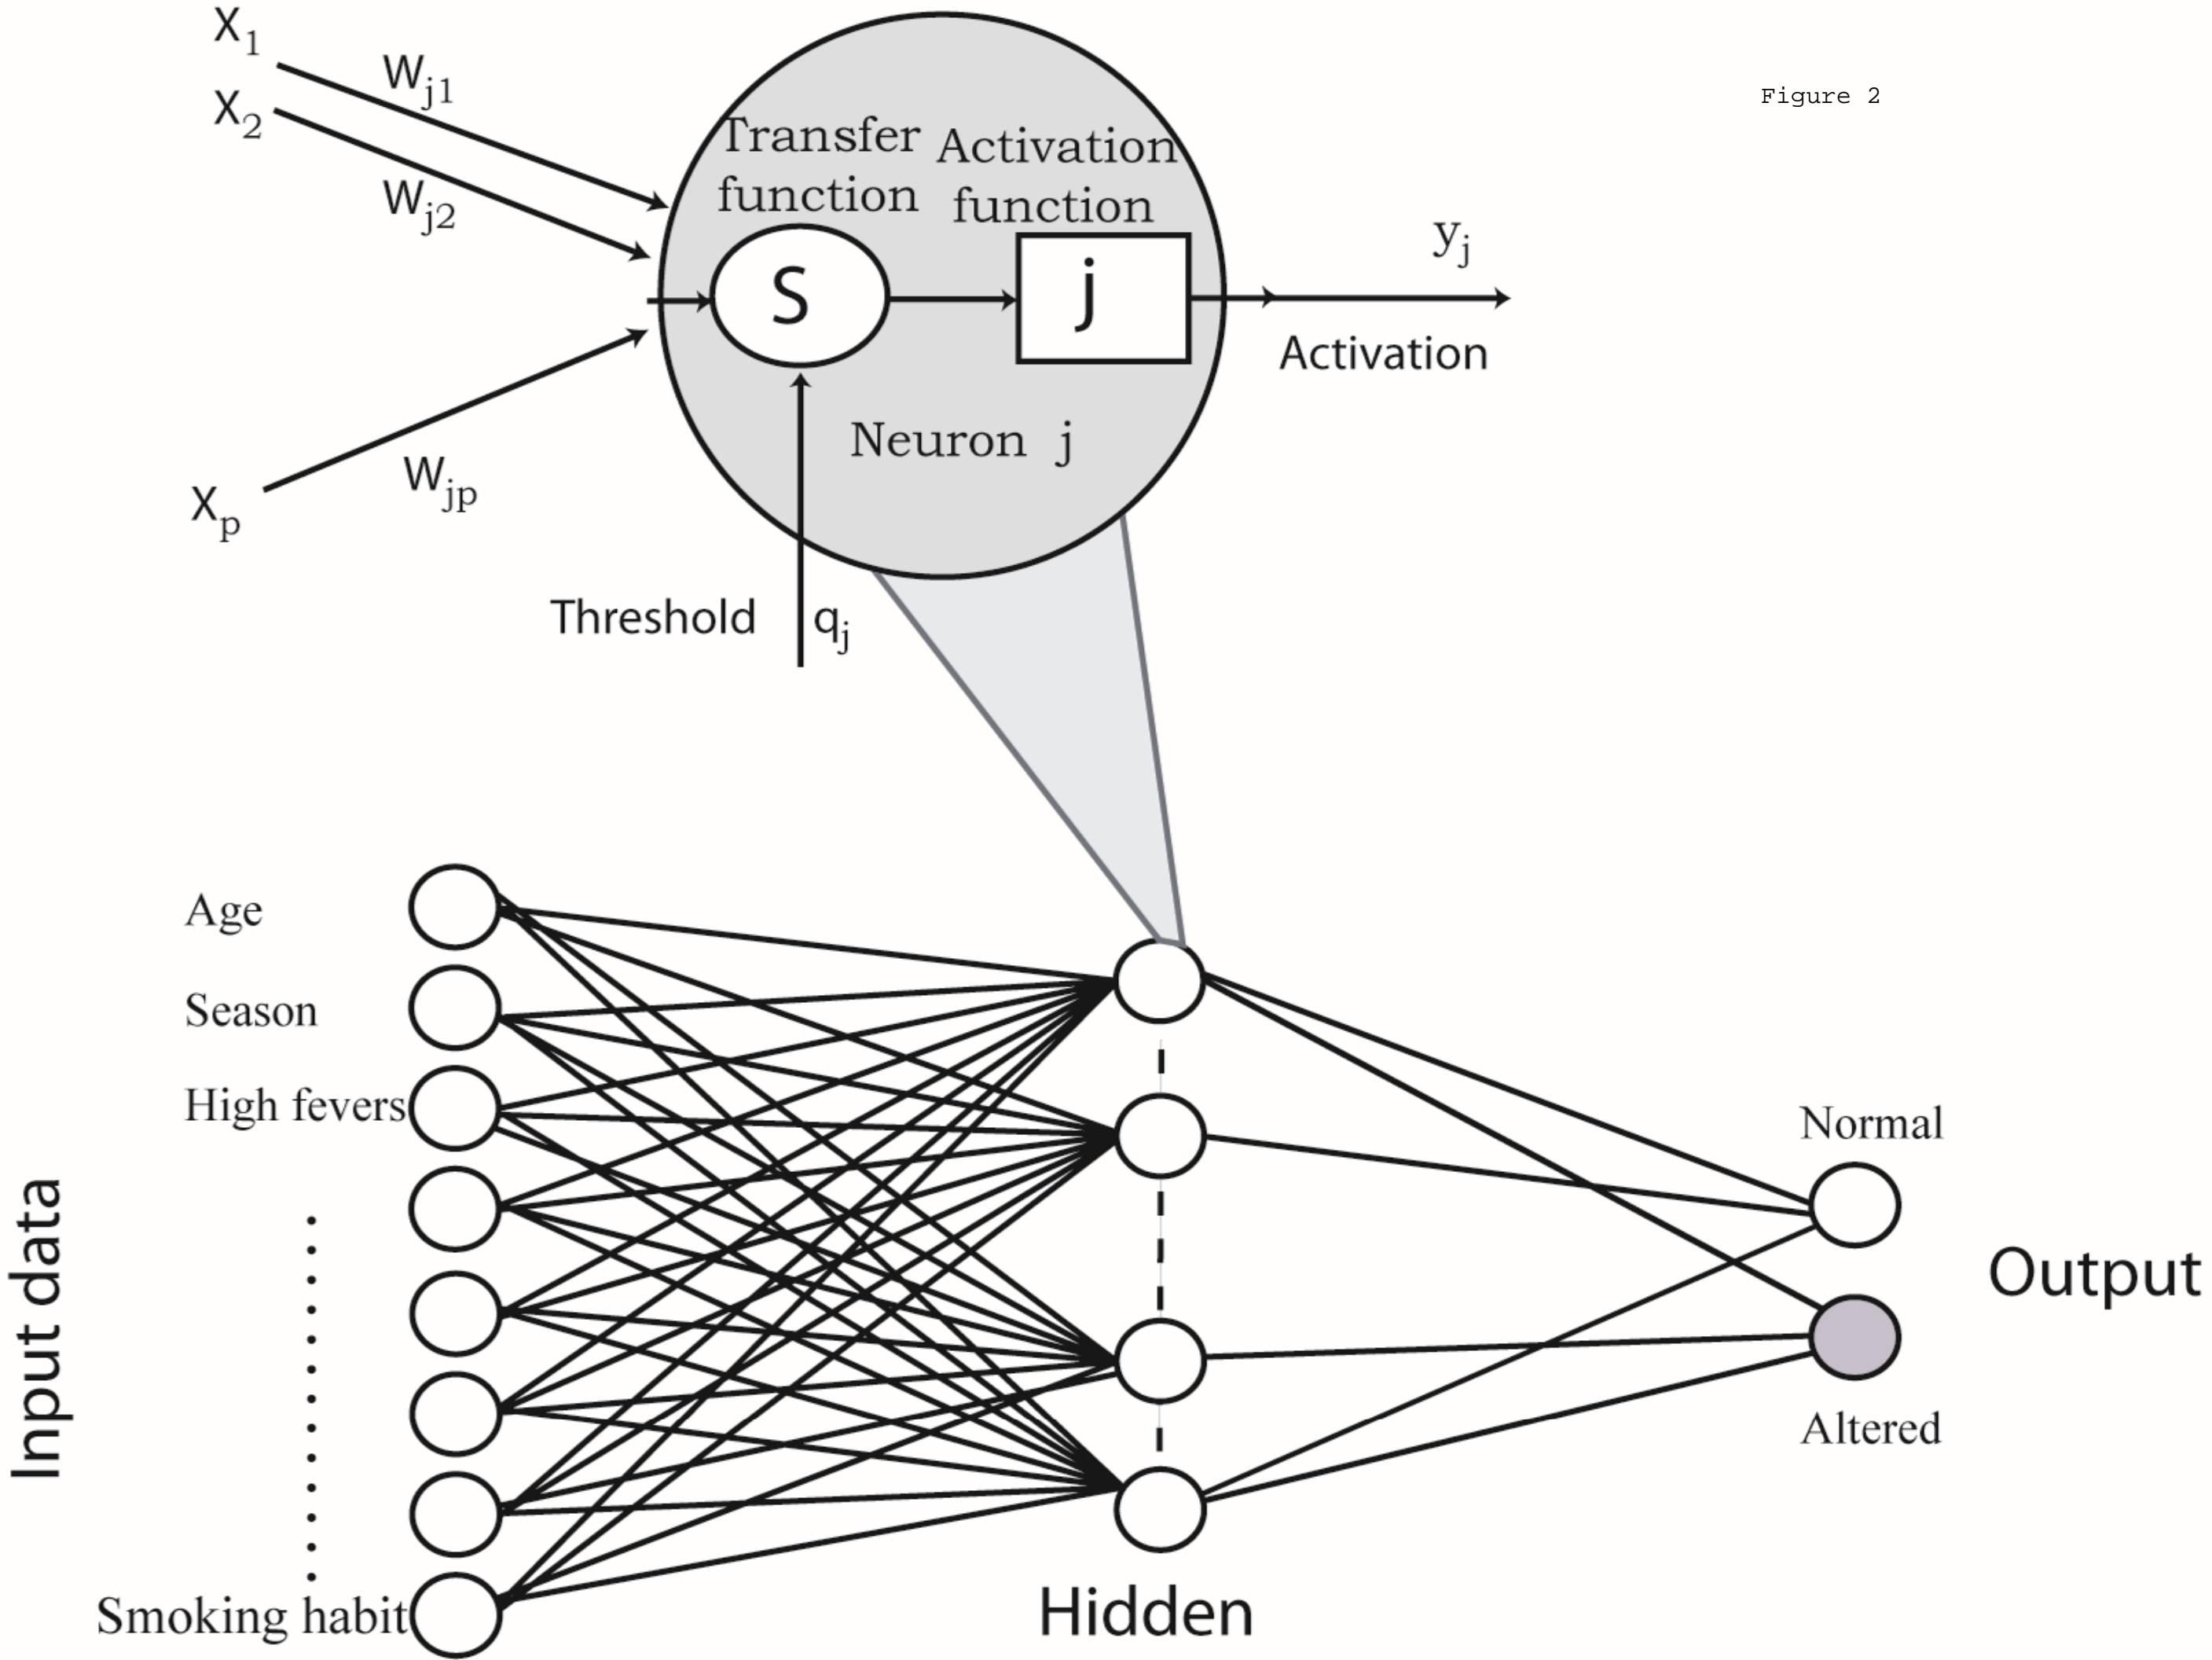 X1
Wj1
X2
Wj2
Figure 2
Transfer function
Activation function
S
j
yj
Activation
Neuron j
Xp
Wjp
Threshold
qj
Age
Season
High fevers
Input data
Smoking habit
Hidden
Normal
Output
Altered